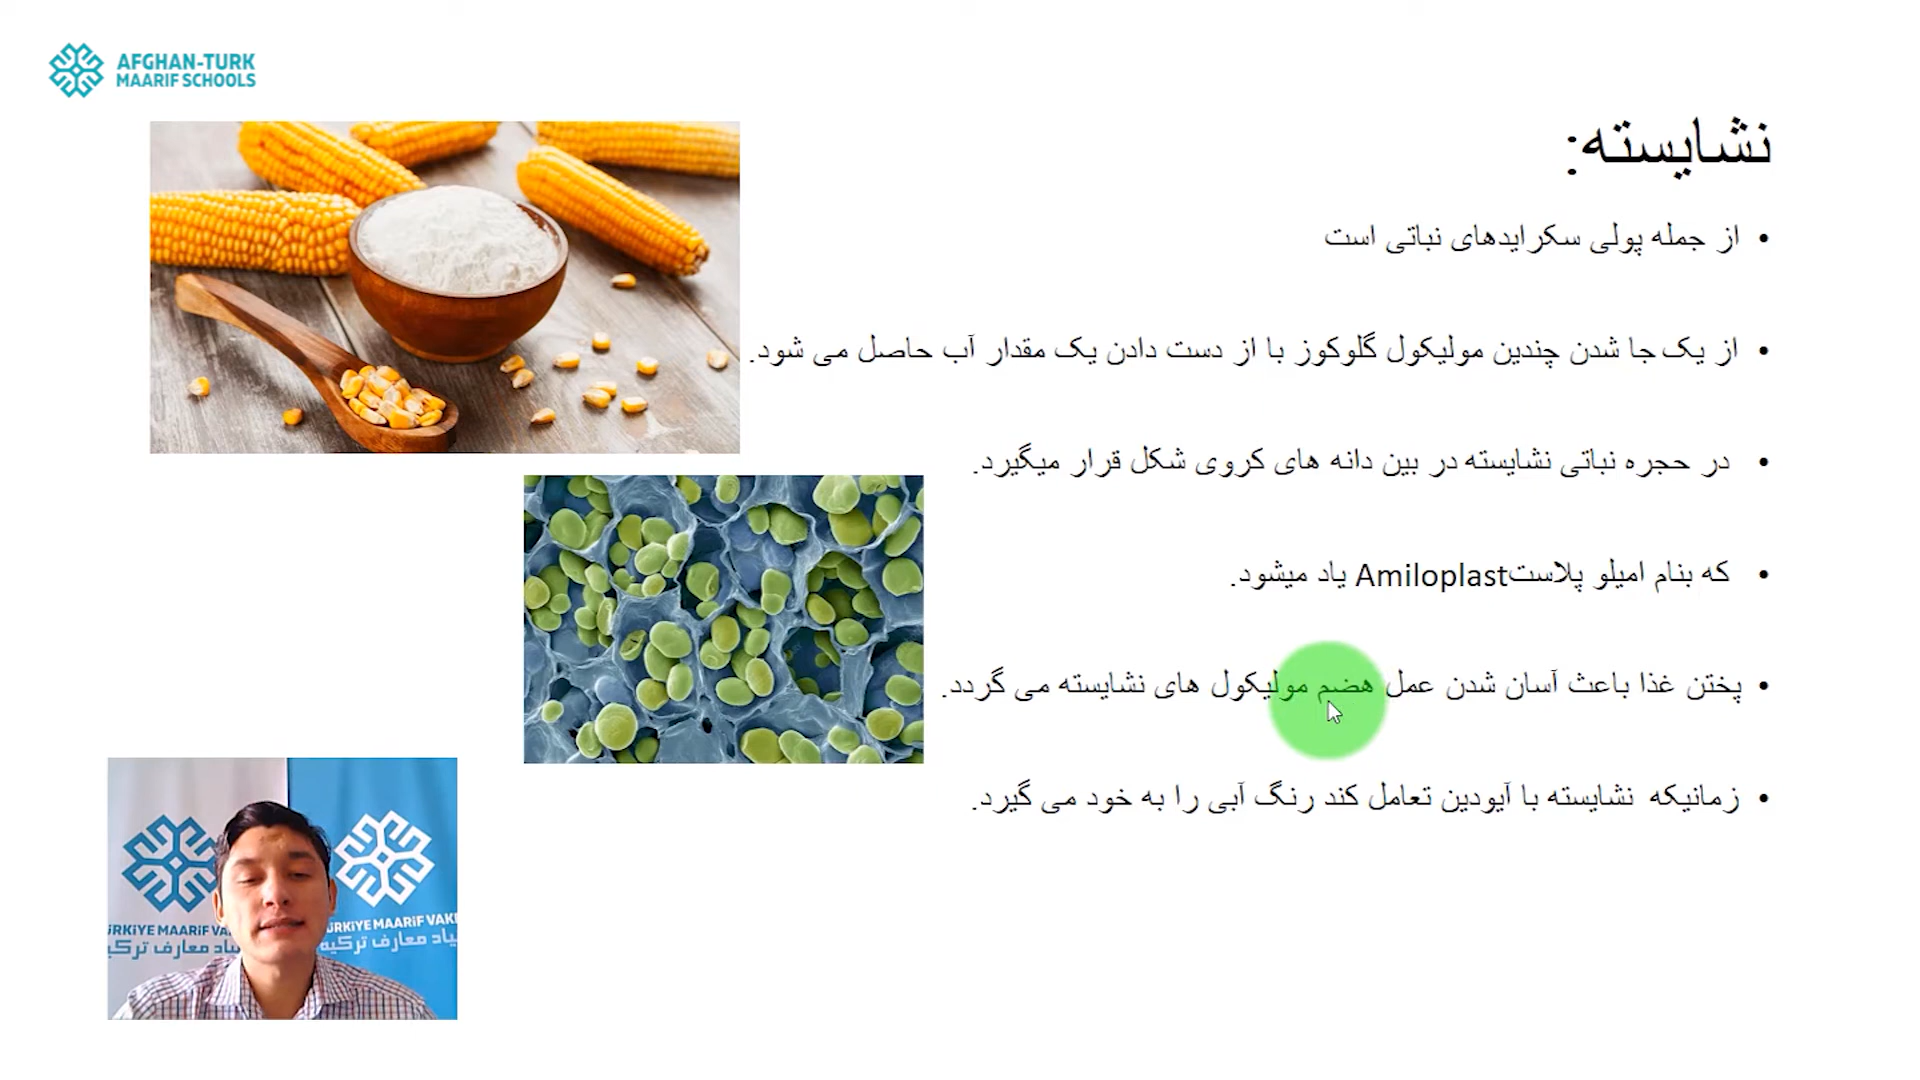 AFGHAN-TURK
MAARIF SCHOOLS
نشایسته:
• از جمله پولی سکرایدهای نباتی است
• از یک جا شدن چندین مولیکول گلوکوز با از دست دادن یک مقدار آب حاصل می شود.
• در حجره نباتی نشایسته در بین دانه های کروی شکل قرار میگیرد.
• که بنام امیلو پلاستAmiloplast یاد میشود.
• پختن غذا باعث آسان شدن عمل هضم مولیکول های نشایسته می گردد.
• زمانیکه نشایسته با آیودین تعامل کند رنگ آبی را به خود می گیرد.
ÜRKİYE MAARİF VAKI
یاد معارف ترکیه